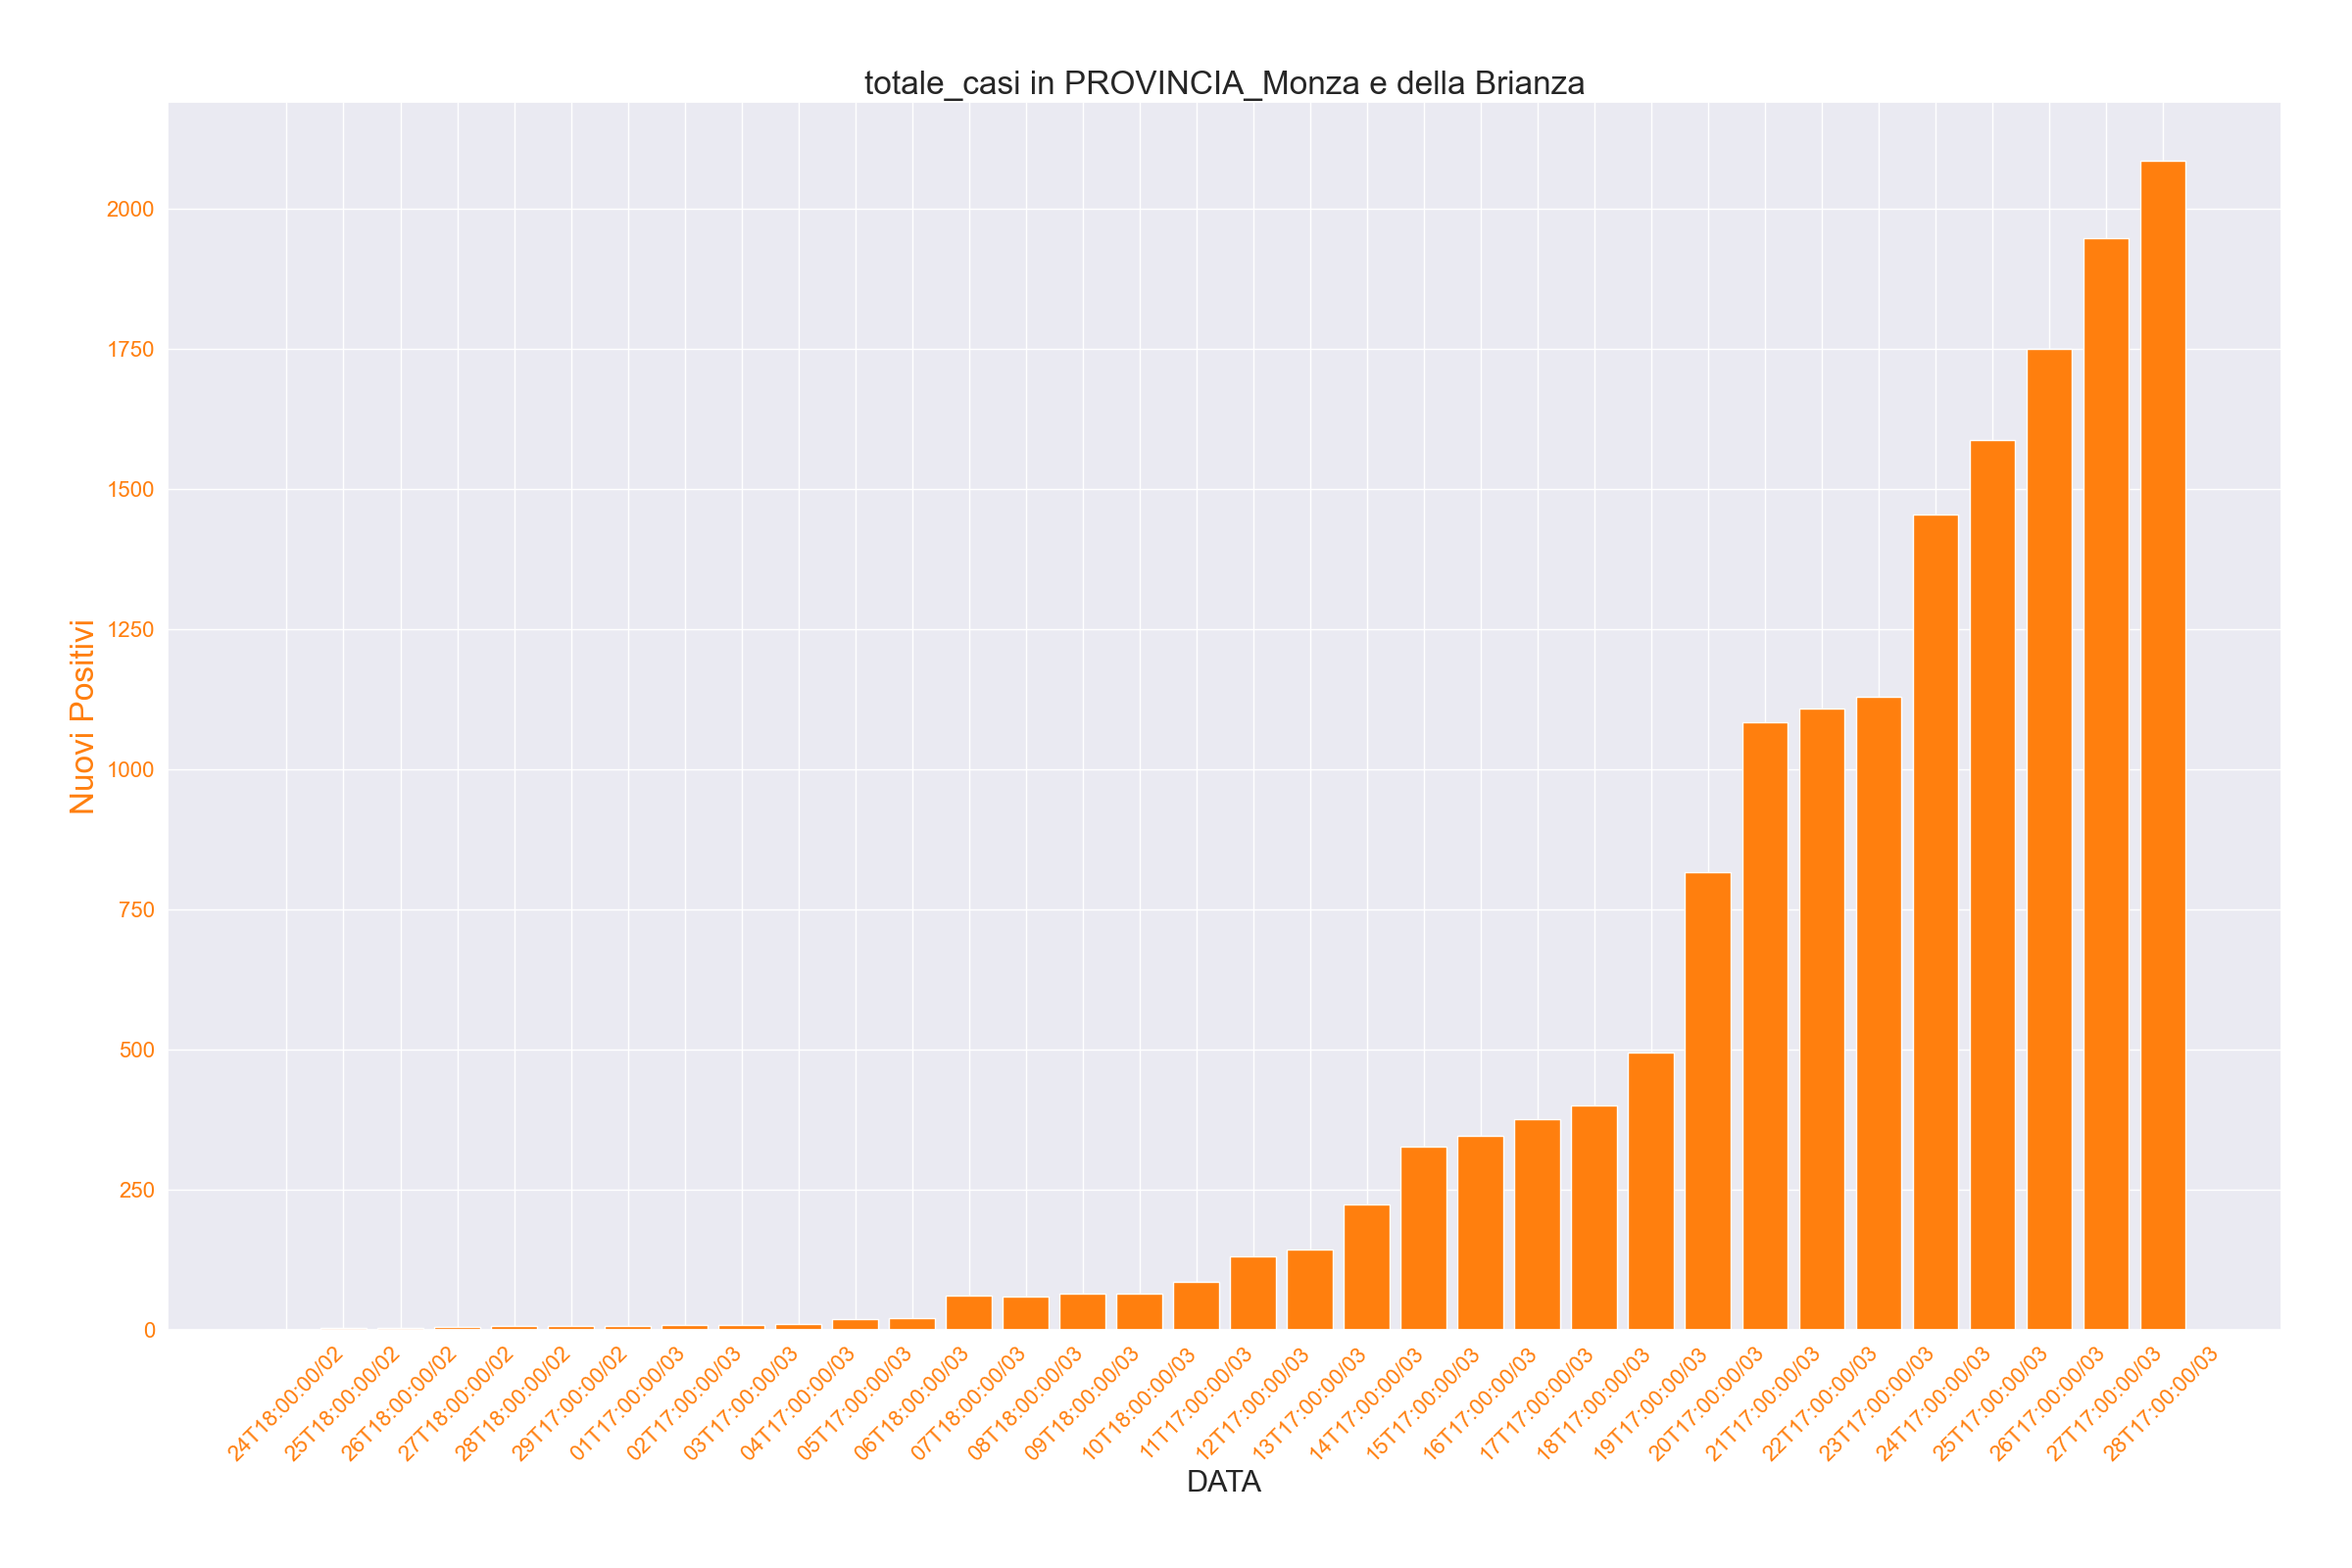 totale_casi in PROVINCIA_Monza e della Brianza
Nuovi Positivi
2000
1750
1500
1250
1000
750
500
250
0
24T18:00:00/02
25T18:00:00/02
26T18:00:00/02
27T18:00:00/02
28T18:00:00/02
29T17:00:00/02
01T17:00:00/03
02T17:00:00/03
03T17:00:00/03
04T17:00:00/03
05T17:00:00/03
06T18:00:00/03
07T18:00:00/03
08T18:00:00/03
09T18:00:00/03
10T18:00:00/03
11T17:00:00/03
12T17:00:00/03
13T17:00:00/03
14T17:00:00/03
15T17:00:00/03
16T17:00:00/03
17T17:00:00/03
18T17:00:00/03
19T17:00:00/03
20T17:00:00/03
21T17:00:00/03
22T17:00:00/03
23T17:00:00/03
24T17:00:00/03
25T17:00:00/03
26T17:00:00/03
27T17:00:00/03
28T17:00:00/03
DATA